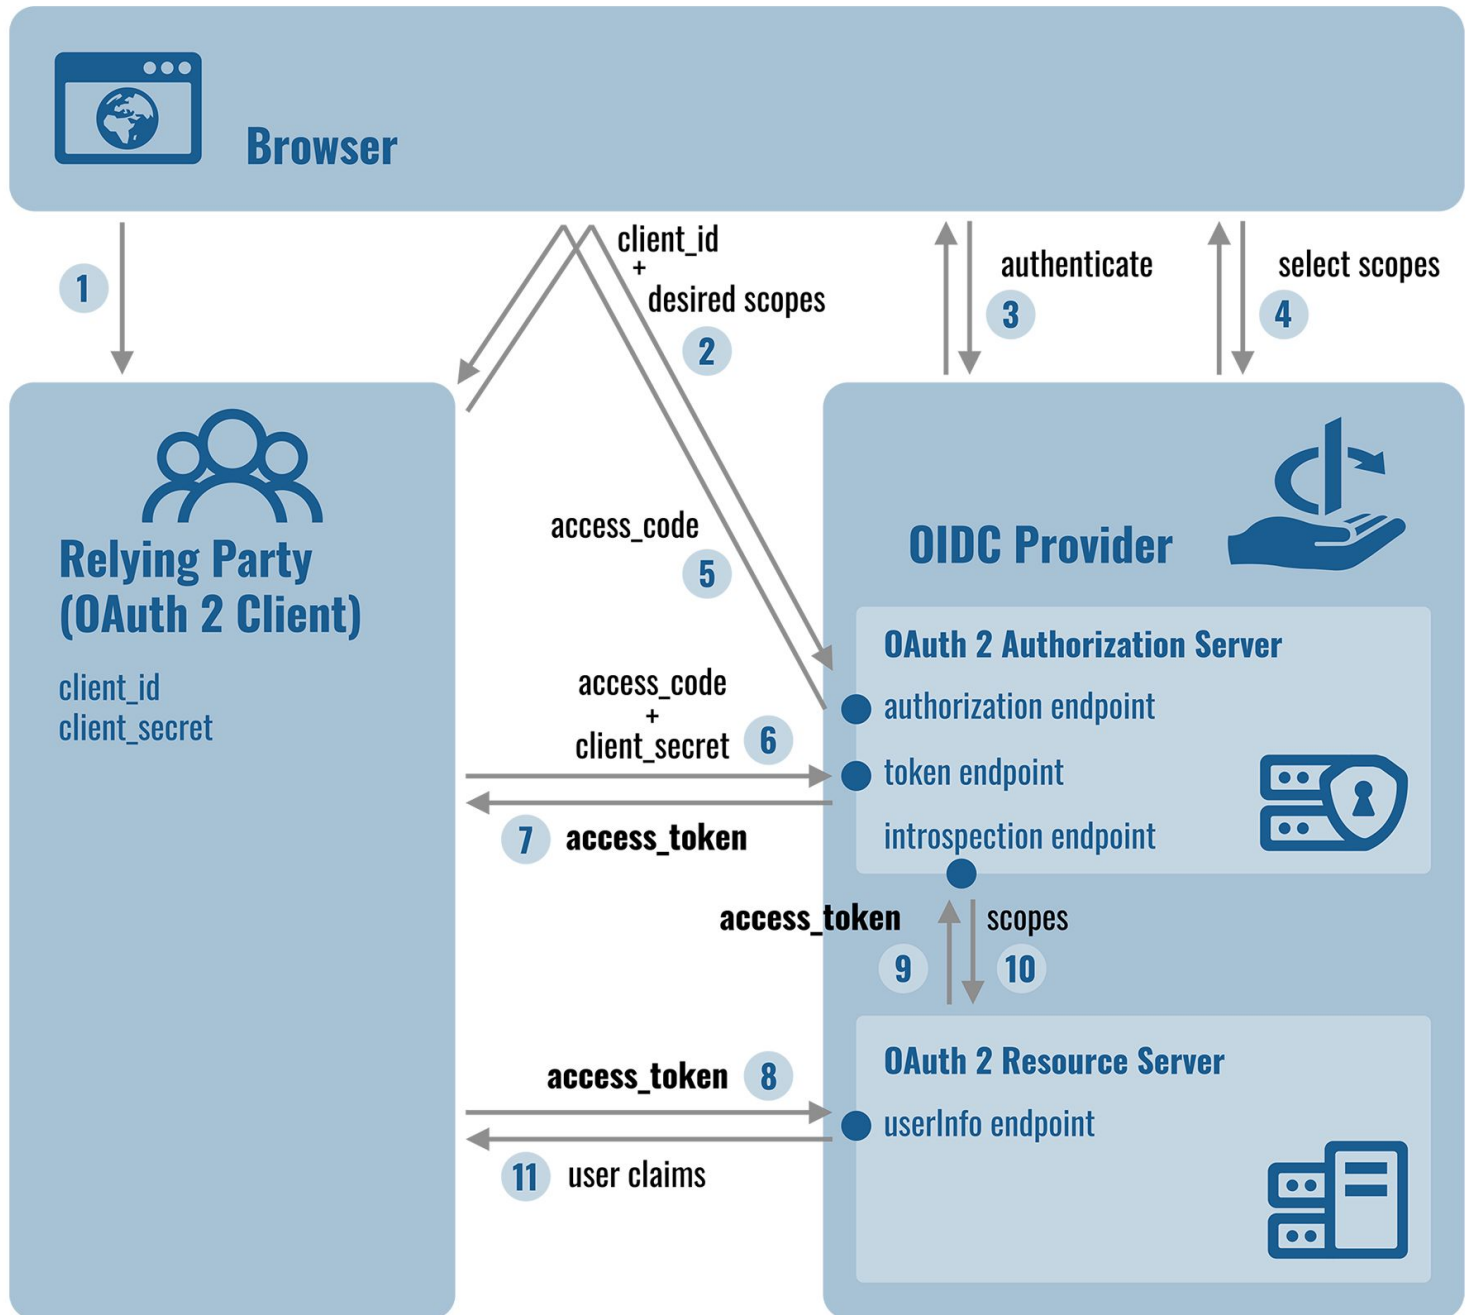 Browser
1
client_id
+
desired scopes
2
authenticate
3
select scopes
4
Relying Party
(OAuth 2 Client)
client_id
client_secret
access_code
5
OIDC Provider
OAuth 2 Authorization Server
authorization endpoint
token endpoint
introspection endpoint
access_code
+
client_secret
6
7 access_token
access_token
9
scopes
10
access_token 8
OAuth 2 Resource Server
userInfo endpoint
11 user claims